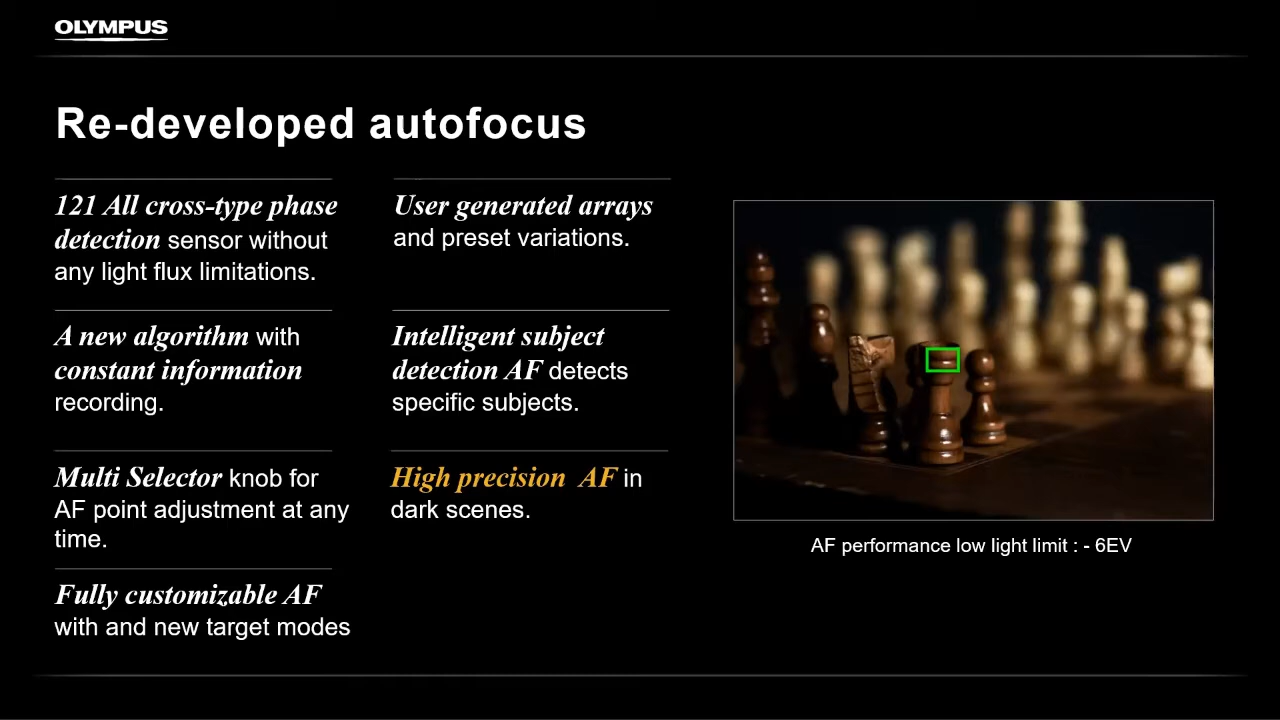 OLYMPUS
Re-developed autofocus
121 All cross-type phase
detection sensor without
any light flux limitations.
A new algorithm with
constant information
recording.
Multi Selector knob for
AF point adjustment at any
time.
Fully customizable AF
with and new target modes
User generated arrays
and preset variations.
Intelligent subject
detection AF detects
specific subjects.
High precision AF in
dark scenes.
AF performance low light limit : - 6EV